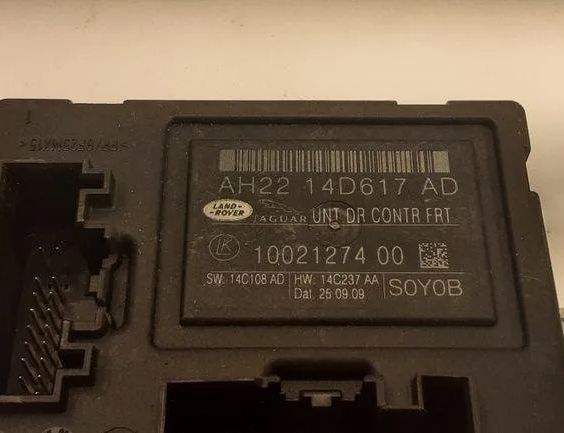 AH22 14D617 AD
LAND-
-ROVER
JAGUAR UNT DR CONTR FRT
LK 10021274 00
SW: 14C108 AD HW: 14C237 AA S0Y0B
Dat. 25.09.09